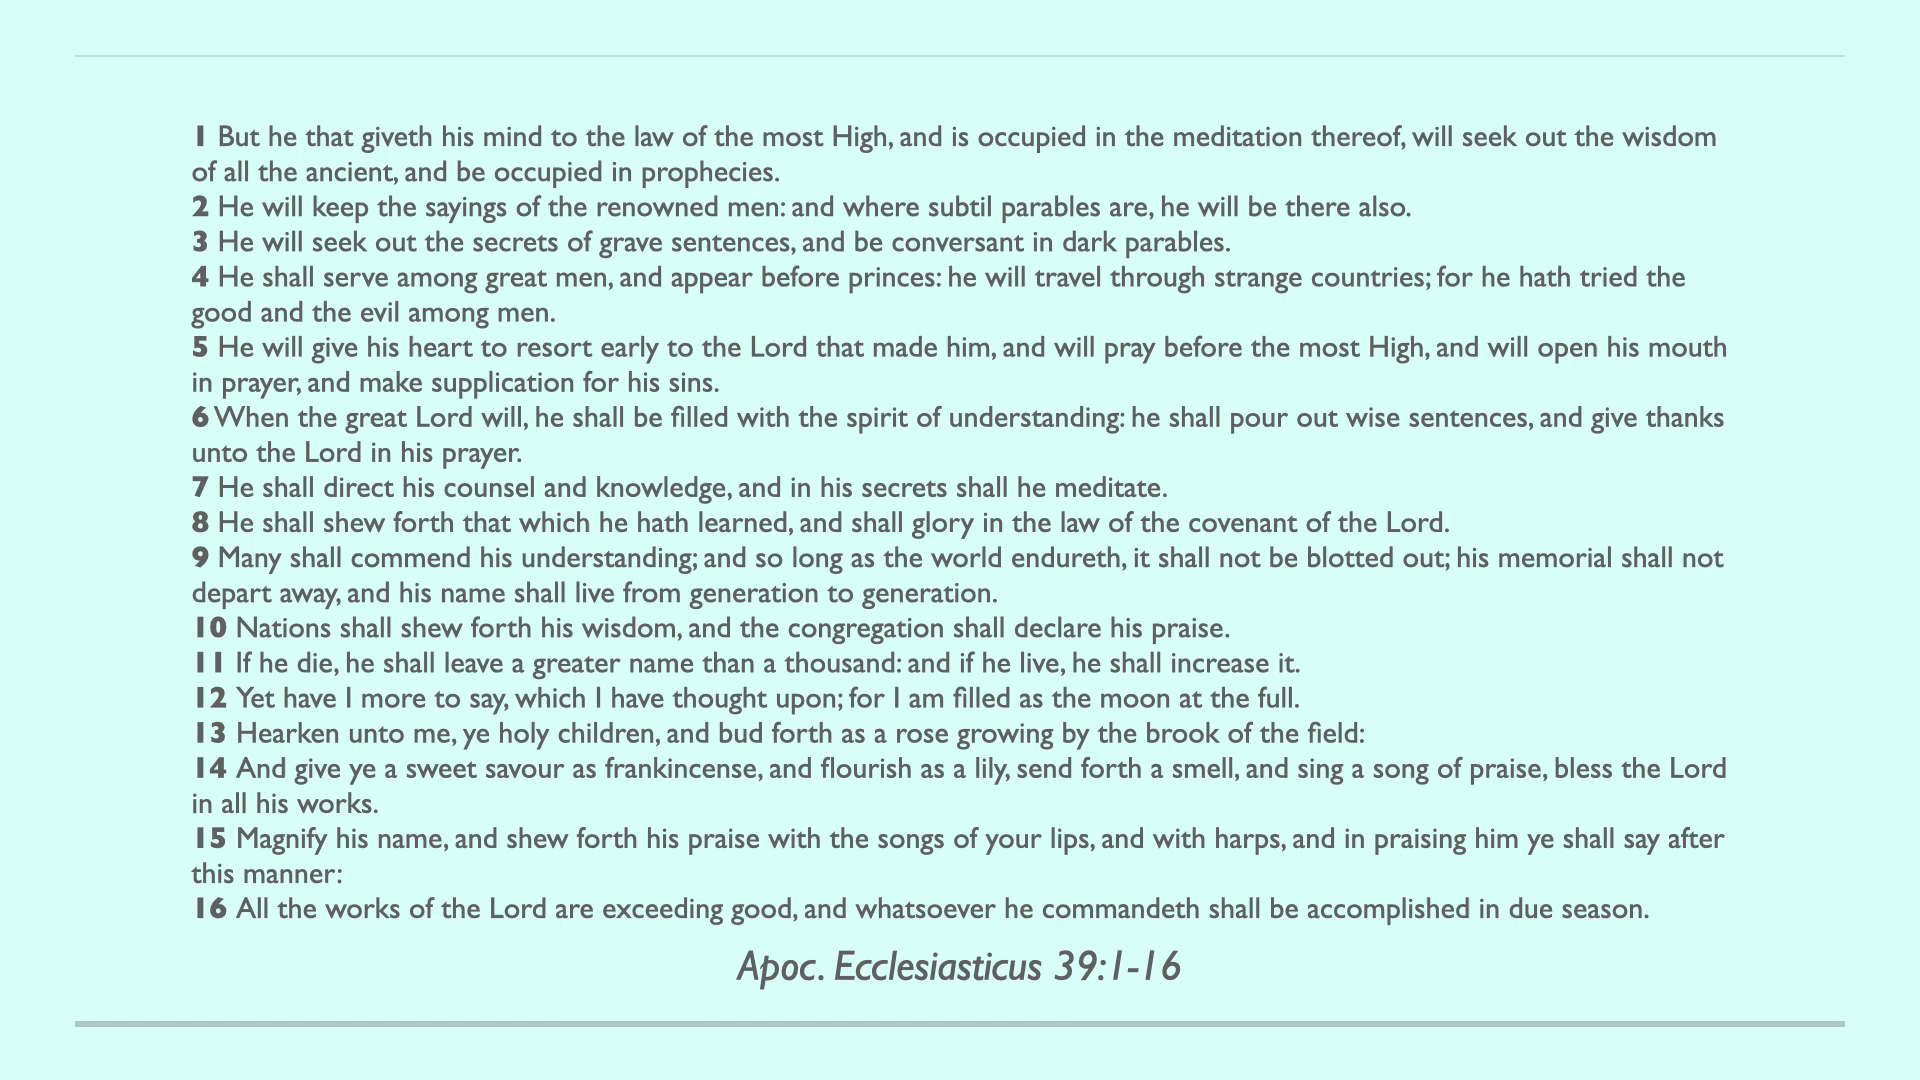 1 But he that giveth his mind to the law of the most High, and is occupied in the meditation thereof, will seek out the wisdom
of all the ancient, and be occupied in prophecies.
2 He will keep the sayings of the renowned men: and where subtil parables are, he will be there also.
3 He will seek out the secrets of grave sentences, and be conversant in dark parables.
4 He shall serve among great men, and appear before princes: he will travel through strange countries; for he hath tried the
good and the evil among men.
5 He will give his heart to resort early to the Lord that made him, and will pray before the most High, and will open his mouth
in prayer, and make supplication for his sins.
6 When the great Lord will, he shall be filled with the spirit of understanding: he shall pour out wise sentences, and give thanks
unto the Lord in his prayer.
7 He shall direct his counsel and knowledge, and in his secrets shall he meditate.
8 He shall shew forth that which he hath learned, and shall glory in the law of the covenant of the Lord.
9 Many shall commend his understanding; and so long as the world endureth, it shall not be blotted out; his memorial shall not
depart away, and his name shall live from generation to generation.
10 Nations shall shew forth his wisdom, and the congregation shall declare his praise.
11 If he die, he shall leave a greater name than a thousand: and if he live, he shall increase it.
12 Yet have I more to say, which I have thought upon; for I am filled as the moon at the full.
13 Hearken unto me, ye holy children, and bud forth as a rose growing by the brook of the field:
14 And give ye a sweet savour as frankincense, and flourish as a lily, send forth a smell, and sing a song of praise, bless the Lord
in all his works.
15 Magnify his name, and shew forth his praise with the songs of your lips, and with harps, and in praising him ye shall say after
this manner:
16 All the works of the Lord are exceeding good, and whatsoever he commandeth shall be accomplished in due season.
Apoc. Ecclesiasticus 39:1-16